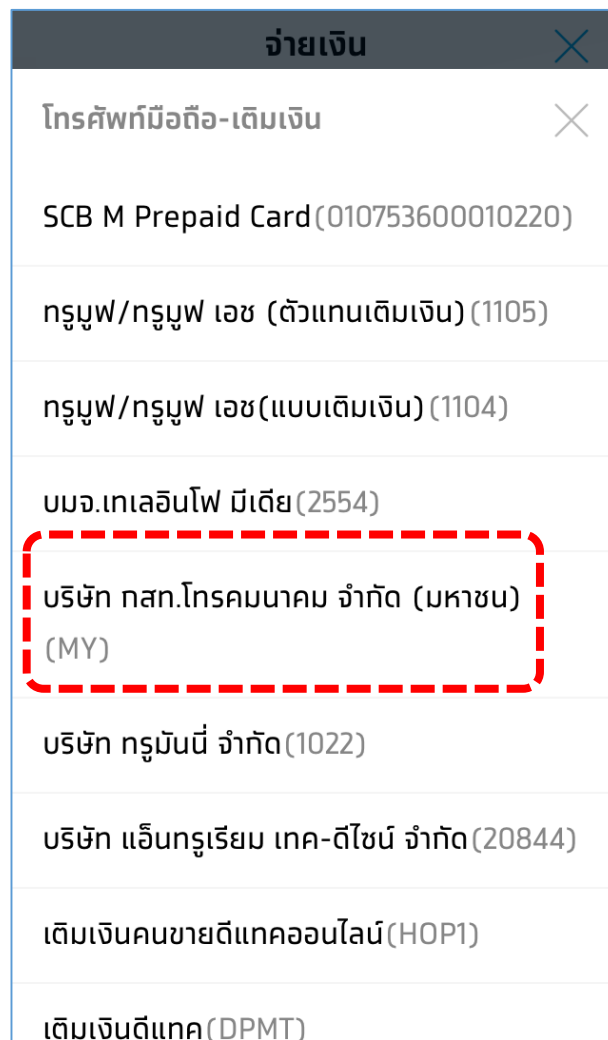 จ่ายเงิน
โทรศัพท์มือถือ-เติมเงิน
SCB M Prepaid Card(010753600010220)
ทรูมูฟ/ทรูมูฟ เอช (ตัวแทนเติมเงิน)(1105)
ทรูมูฟ/ทรูมูฟ เอช(แบบเติมเงิน)(1104)
บมจ.เทเลอินโฟ มีเดีย(2554)
บริษัท กสท.โทรคมนาคม จำกัด (มหาชน)
(MY)
บริษัท ทรูมันนี่ จำกัด(1022)
บริษัท แอ็นทรูเรียม เทค-ดีไซน์ จำกัด(20844)
เติมเงินคนขายดีแทคออนไลน์(HOP1)
เติมเงินดีแทค(DPMT)